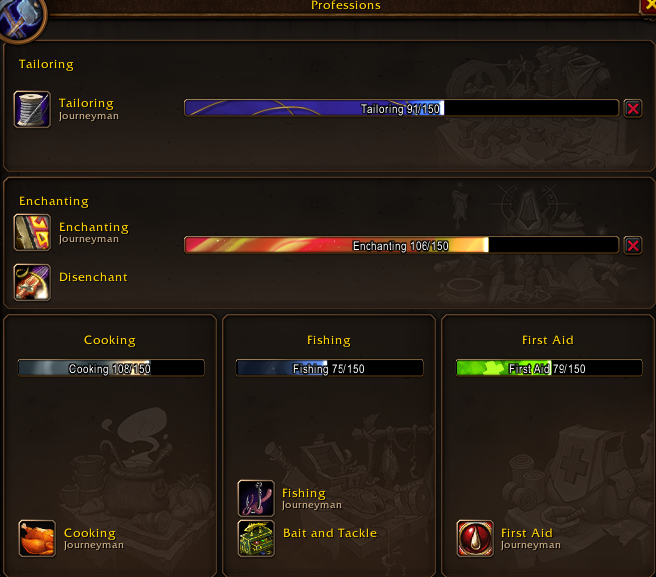 Professions
Tailoring
Tailoring
Journeyman
Tailoring 91/150
Enchanting
Enchanting
Journeyman
Enchanting 106/150
Disenchant
Cooking
Cooking 108/150
Cooking
Journeyman
Fishing
Fishing 75/150
Fishing
Journeyman
Bait and Tackle
First Aid
First Aid 79/150
First Aid
Journeyman